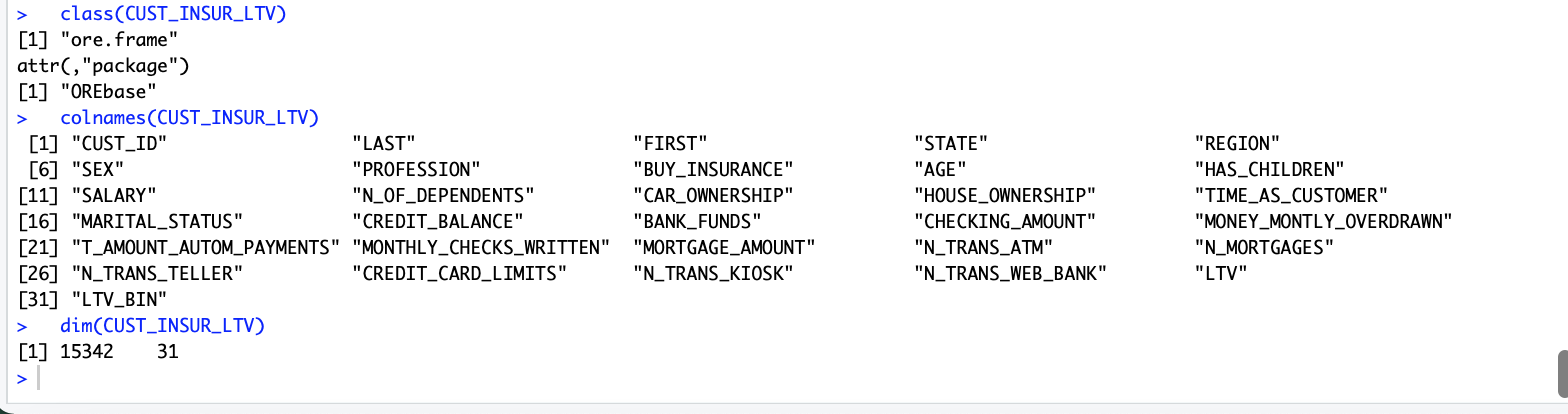 > class(CUST_INSUR_LTV)
[1] "ore.frame"
attr(,"package")
[1] "OREbase"
> colnames(CUST_INSUR_LTV)
[1] "CUST_ID" "LAST" "FIRST" "STATE" "REGION"
[6] "SEX" "PROFESSION" "BUY_INSURANCE" "AGE" "HAS_CHILDREN"
[11] "SALARY" "N_OF_DEPENDENTS" "CAR_OWNERSHIP" "HOUSE_OWNERSHIP" "TIME_AS_CUSTOMER"
[16] "MARITAL_STATUS" "CREDIT_BALANCE" "BANK_FUNDS" "CHECKING_AMOUNT" "MONEY_MONTLY_OVERDRAWN"
[21] "T_AMOUNT_AUTOM_PAYMENTS" "MONTHLY_CHECKS_WRITTEN" "MORTGAGE_AMOUNT" "N_TRANS_ATM" "N_MORTGAGES"
[26] "N_TRANS_TELLER" "CREDIT_CARD_LIMITS" "N_TRANS_KIOSK" "N_TRANS_WEB_BANK" "LTV"
[31] "LTV_BIN"
> dim(CUST_INSUR_LTV)
[1] 15342 31
>